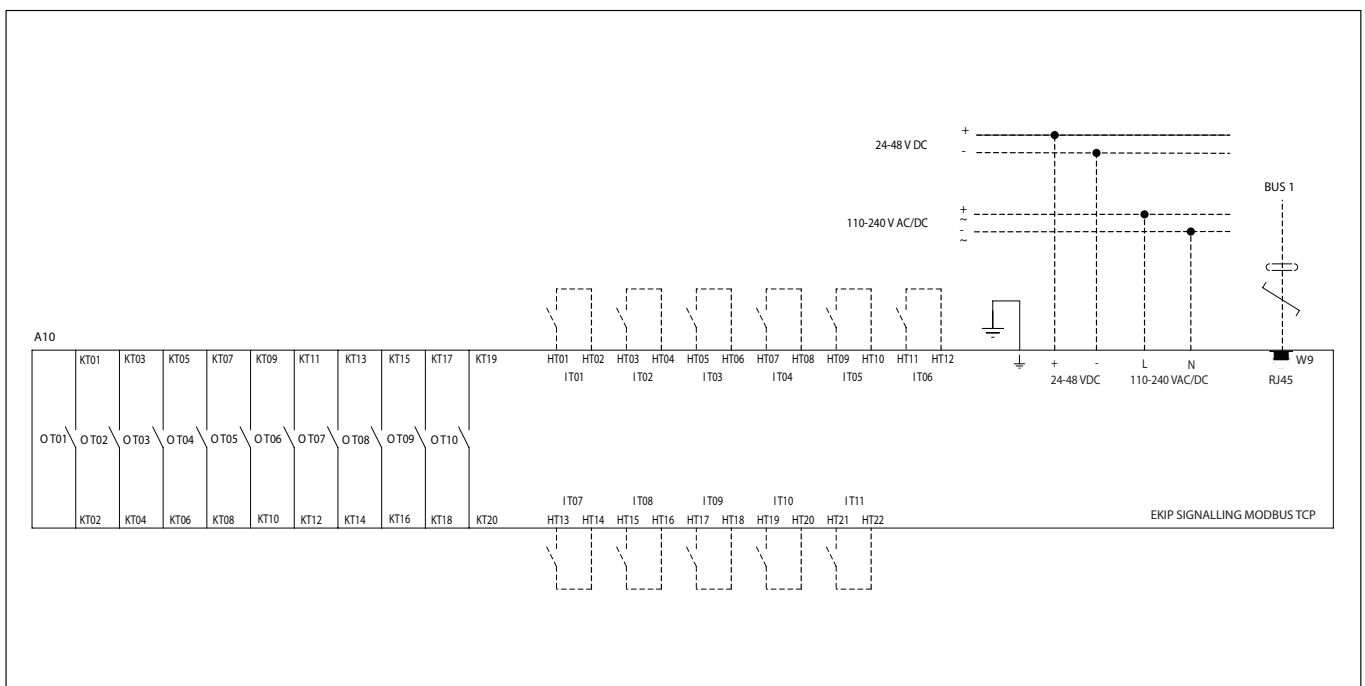 +
24-48 V DC
-
BUS 1
+
~
110-240 V AC/DC
-
~
A10
KT01 KT03 KT05 KT07 KT09 KT11 KT13 KT15 KT17 KT19
HT01 HT02 HT03 HT04 HT05 HT06 HT07 HT08 HT09 HT10 HT11 HT12
+ - L N W9
IT01 IT02 IT03 IT04 IT05 IT06
24-48 VDC 110-240 VAC/DC RJ45
OT01 OT02 OT03 OT04 OT05 OT06 OT07 OT08 OT09 OT10
IT07 IT08 IT09 IT10 IT11
KT02 KT04 KT06 KT08 KT10 KT12 KT14 KT16 KT18 KT20
HT13 HT14 HT15 HT16 HT17 HT18 HT19 HT20 HT21 HT22
EKIP SIGNALLING MODBUS TCP